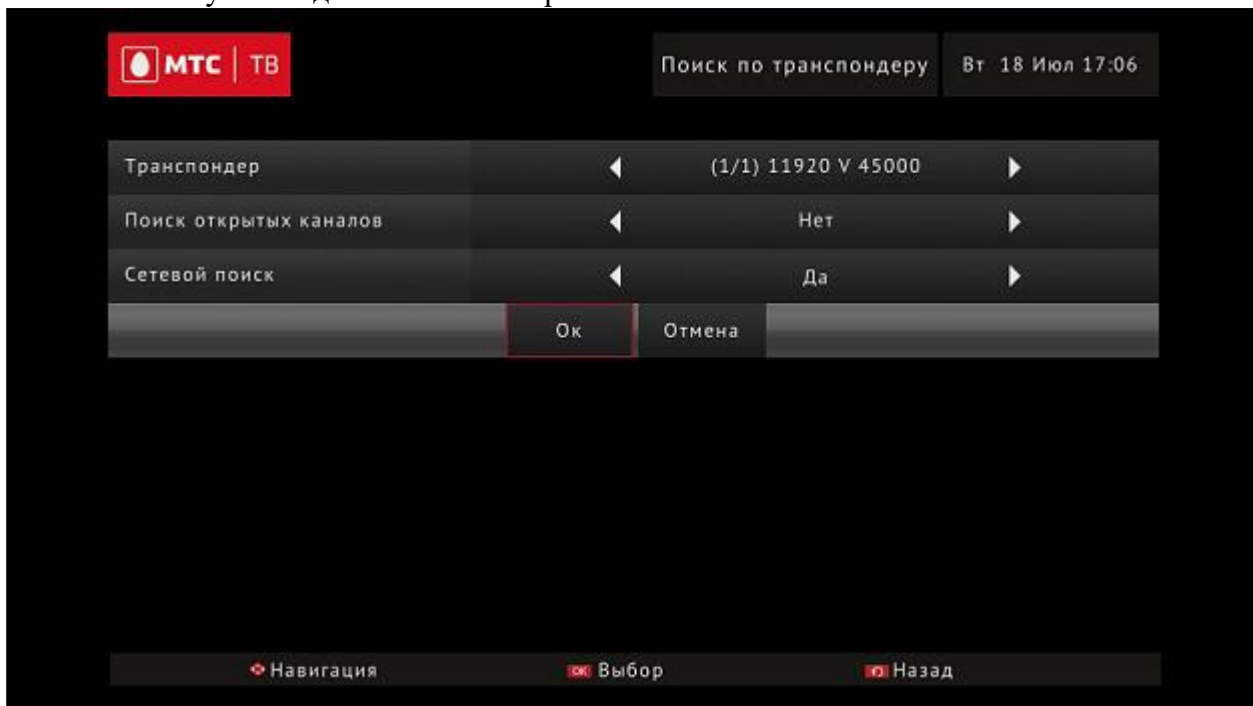 МТС | ТВ
Поиск по транспондеру
Вт 18 Июл 17:06
Транспондер
(1/1) 11920 V 45000
Поиск открытых каналов
Нет
Сетевой поиск
Да
Ок
Отмена
Навигация
OK Выбор
Назад